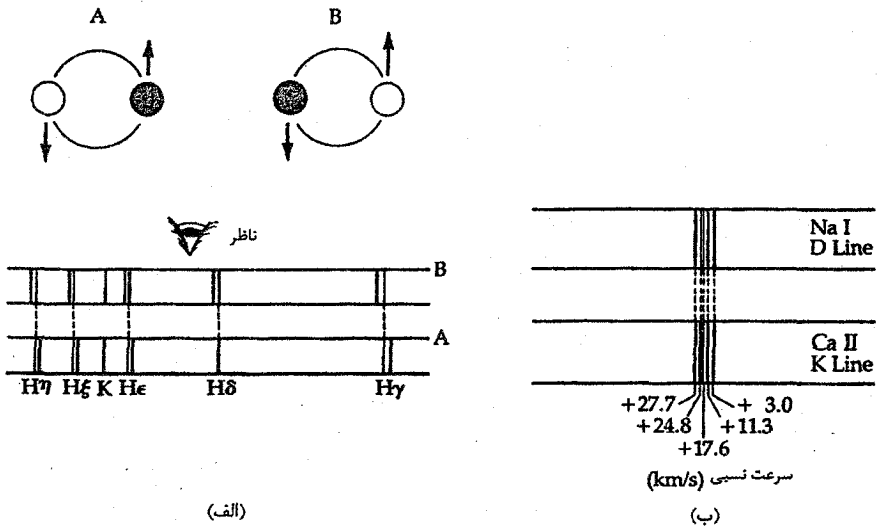 A B
ناظر
B
A
Hη Hξ K Hε Hδ Hγ
(الف)
Na I
D Line
Ca II
K Line
+27.7 + 3.0
+24.8 +11.3
+17.6
سرعت نسبی (km/s)
(ب)